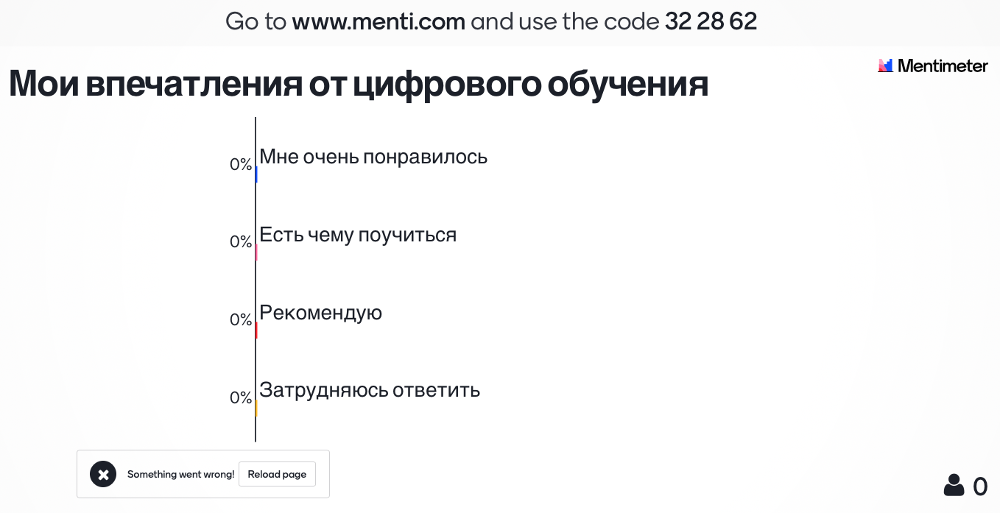 Go to www.menti.com and use the code 32 28 62
Mentimeter
Мои впечатления от цифрового обучения
0% Мне очень понравилось
0% Есть чему поучиться
0% Рекомендую
0% Затрудняюсь ответить
Something went wrong! Reload page
0